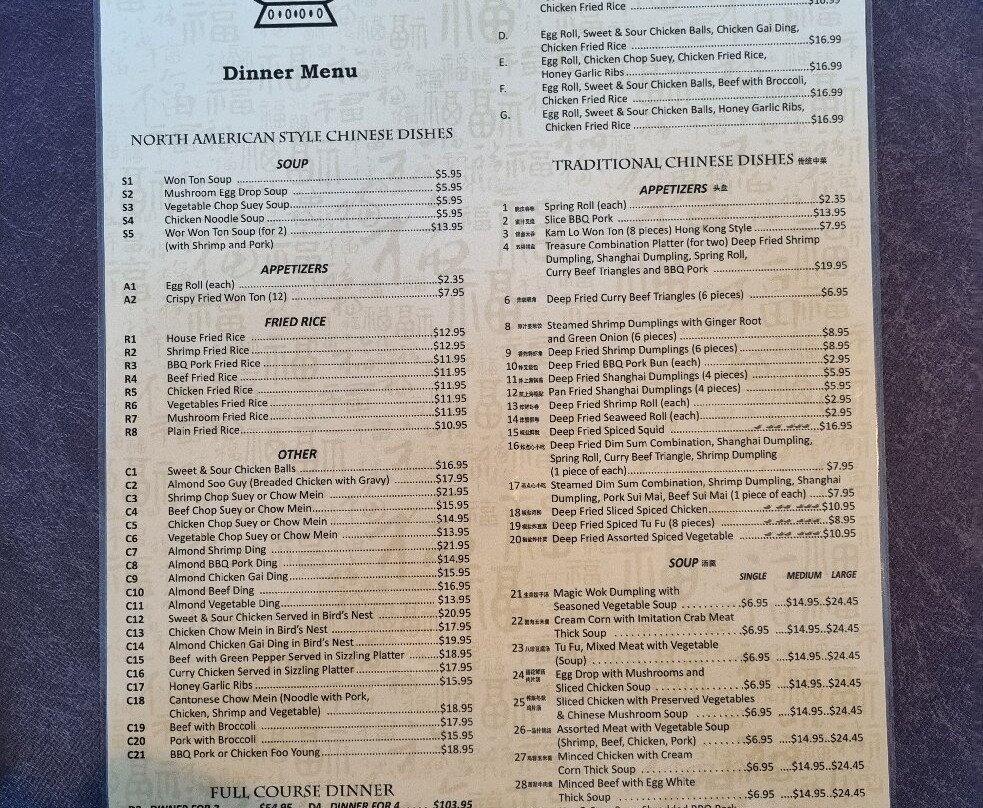 Dinner Menu
NORTH AMERICAN STYLE CHINESE DISHES
SOUP
S1 Won Ton Soup $5.95
S2 Mushroom Egg Drop Soup $5.95
S3 Vegetable Chop Suey Soup $5.95
S4 Chicken Noodle Soup $5.95
S5 Wor Won Ton Soup (for 2) $13.95
(with Shrimp and Pork)
APPETIZERS
A1 Egg Roll (each) $2.35
A2 Crispy Fried Won Ton (12) $7.95
FRIED RICE
R1 House Fried Rice $12.95
R2 Shrimp Fried Rice $12.95
R3 BBQ Pork Fried Rice $11.95
R4 Beef Fried Rice $11.95
R5 Chicken Fried Rice $11.95
R6 Vegetables Fried Rice $11.95
R7 Mushroom Fried Rice $11.95
R8 Plain Fried Rice $10.95
OTHER
C1 Sweet & Sour Chicken Balls $16.95
C2 Almond Soo Guy (Breaded Chicken with Gravy) $17.95
C3 Shrimp Chop Suey or Chow Mein $21.95
C4 Beef Chop Suey or Chow Mein $15.95
C5 Chicken Chop Suey or Chow Mein $14.95
C6 Vegetable Chop Suey or Chow Mein $13.95
C7 Almond Shrimp Ding $21.95
C8 Almond BBQ Pork Ding $14.95
C9 Almond Chicken Gai Ding $15.95
C10 Almond Beef Ding $16.95
C11 Almond Vegetable Ding $13.95
C12 Sweet & Sour Chicken Served in Bird's Nest $20.95
C13 Chicken Chow Mein in Bird's Nest $17.95
C14 Almond Chicken Gai Ding in Bird's Nest $19.95
C15 Beef with Green Pepper Served in Sizzling Platter $18.95
C16 Curry Chicken Served in Sizzling Platter $17.95
C17 Honey Garlic Ribs $15.95
C18 Cantonese Chow Mein (Noodle with Pork,
Chicken, Shrimp and Vegetable) $18.95
C19 Beef with Broccoli $17.95
C20 Pork with Broccoli $15.95
C21 BBQ Pork or Chicken Foo Young $18.95
FULL COURSE DINNER
DINNER FOR $54.95 DINNER FOR 4 $103.95
Chicken Fried Rice $16.99
D. Egg Roll, Sweet & Sour Chicken Balls, Chicken Gai Ding,
Chicken Fried Rice $16.99
E. Egg Roll, Chicken Chop Suey, Chicken Fried Rice,
Honey Garlic Ribs $16.99
F. Egg Roll, Sweet & Sour Chicken Balls, Beef with Broccoli,
Chicken Fried Rice $16.99
G. Egg Roll, Sweet & Sour Chicken Balls, Honey Garlic Ribs,
Chicken Fried Rice $16.99
TRADITIONAL CHINESE DISHES 传统中菜
APPETIZERS 头盘
1 Spring Roll (each) $2.35
2 Slice BBQ Pork $13.95
3 Kam Lo Won Ton (8 pieces) Hong Kong Style $7.95
4 Treasure Combination Platter (for two) Deep Fried Shrimp
Dumpling, Shanghai Dumpling, Spring Roll,
Curry Beef Triangles and BBQ Pork $19.95
6 Deep Fried Curry Beef Triangles (6 pieces) $6.95
8 Steamed Shrimp Dumplings with Ginger Root
and Green Onion (6 pieces) $8.95
9 Deep Fried Shrimp Dumplings (6 pieces) $8.95
10 Deep Fried BBQ Pork Bun (each) $2.95
11 Deep Fried Shanghai Dumplings (4 pieces) $5.95
12 Pan Fried Shanghai Dumplings (4 pieces) $5.95
13 Deep Fried Shrimp Roll (each) $2.95
14 Deep Fried Seaweed Roll (each) $2.95
15 Deep Fried Spiced Squid $16.95
16 Deep Fried Dim Sum Combination, Shanghai Dumpling,
Spring Roll, Curry Beef Triangle, Shrimp Dumpling
(1 piece of each) $7.95
17 Steamed Dim Sum Combination, Shrimp Dumpling, Shanghai
Dumpling, Pork Sui Mai, Beef Sui Mai (1 piece of each) $7.95
18 Deep Fried Sliced Spiced Chicken $10.95
19 Deep Fried Spiced Tu Fu (8 pieces) $8.95
20 Deep Fried Assorted Spiced Vegetable $10.95
SOUP 汤羹
SINGLE MEDIUM LARGE
21 Magic Wok Dumpling with
Seasoned Vegetable Soup $6.95 $14.95 $24.45
22 Cream Corn with Imitation Crab Meat
Thick Soup $6.95 $14.95 $24.45
23 Tu Fu, Mixed Meat with Vegetable
(Soup) $6.95 $14.95 $24.45
24 Egg Drop with Mushrooms and
Sliced Chicken Soup $6.95 $14.95 $24.45
25 Sliced Chicken with Preserved Vegetables
& Chinese Mushroom Soup $6.95 $14.95 $24.45
26 Assorted Meat with Vegetable Soup
(Shrimp, Beef, Chicken, Pork) $6.95 $14.95 $24.45
27 Minced Chicken with Cream
Corn Thick Soup $6.95 $14.95 $24.45
28 Minced Beef with Egg White
Thick Soup $6.95 $14.95 $24.45